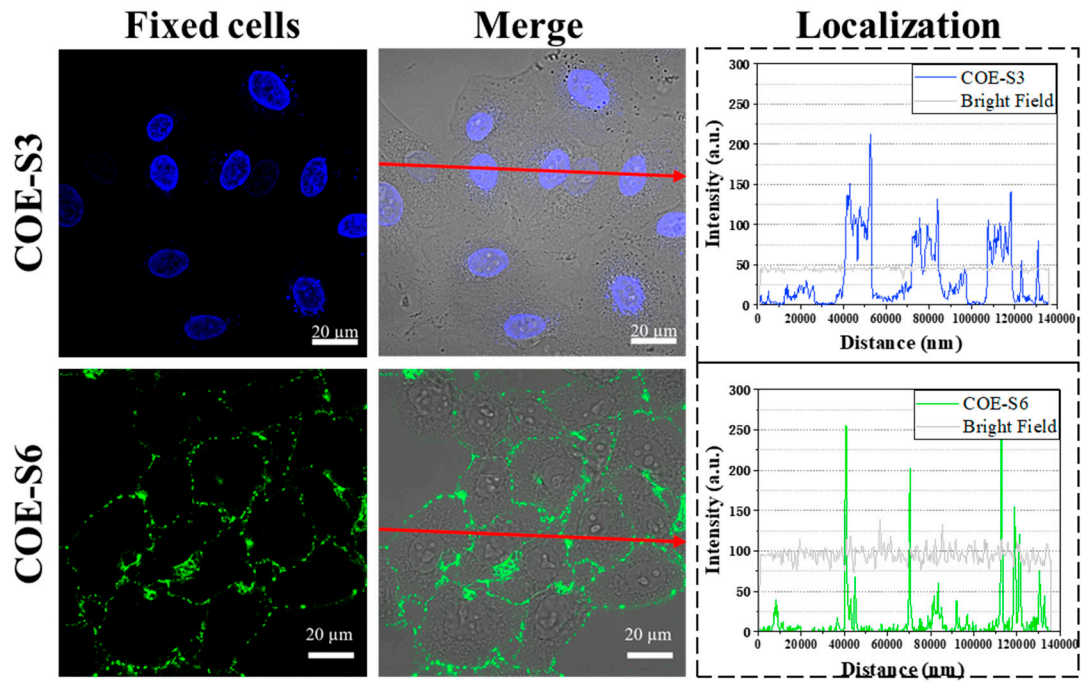 Fixed cells
Merge
Localization
COE-S3
20 µm
20 µm
COE-S3
Bright Field
300
250
200
150
100
50
0
Intensity (a.u.)
0
20000
40000
60000
80000
100000
120000
140000
Distance (nm)
COE-S6
20 µm
20 µm
COE-S6
Bright Field
300
250
200
150
100
50
0
Intensity (a.u.)
0
20000
40000
60000
80000
100000
120000
140000
Distance (nm)